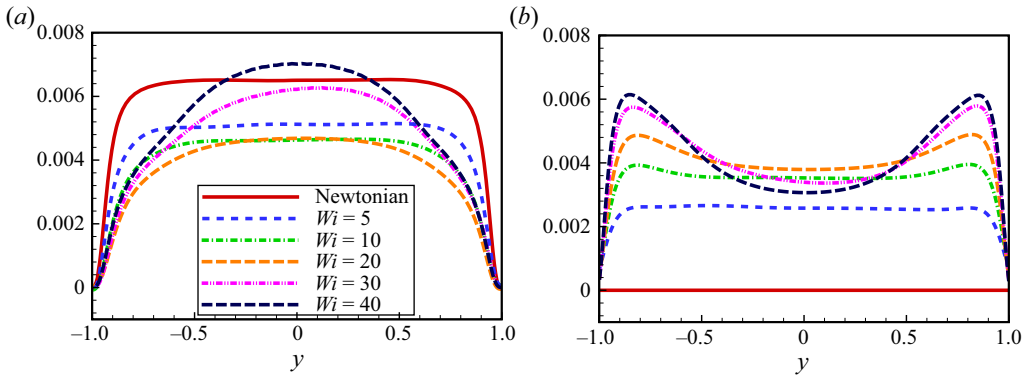 (a)
0.008
0.006
0.004
0.002
0
Newtonian
Wi = 5
Wi = 10
Wi = 20
Wi = 30
Wi = 40
−1.0 −0.5 0 0.5 1.0
y
(b)
0.008
0.006
0.004
0.002
0
−1.0 −0.5 0 0.5 1.0
y